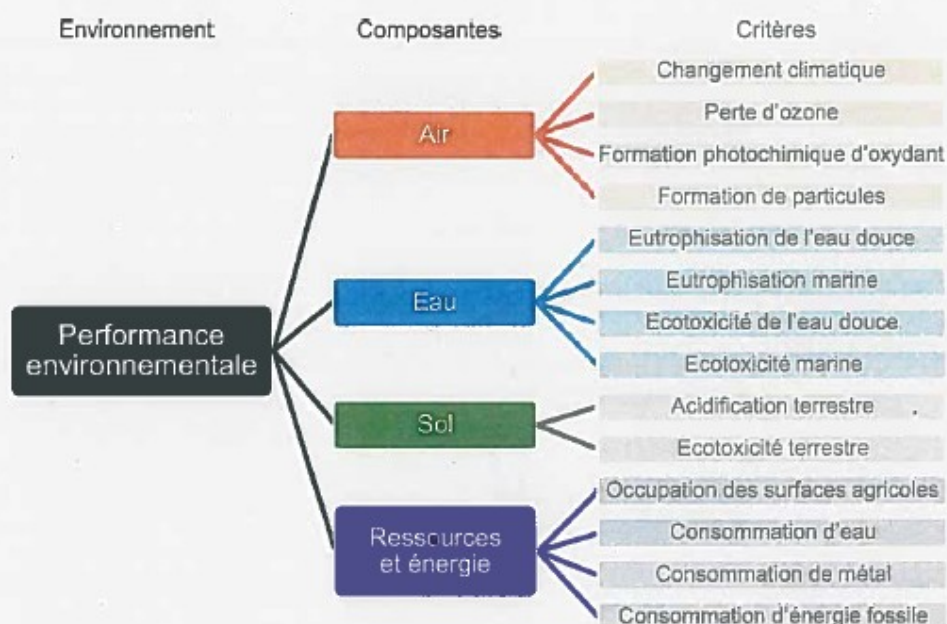 Environnement
Composantes
Critères
Performance
environnementale
Air
Changement climatique
Perte d'ozone
Formation photochimique d'oxydant
Formation de particules
Eau
Eutrophisation de l'eau douce
Eutrophisation marine
Ecotoxicité de l'eau douce
Ecotoxicité marine
Sol
Acidification terrestre
Ecotoxicité terrestre
Ressources
et énergie
Occupation des surfaces agricoles
Consommation d'eau
Consommation de métal
Consommation d'énergie fossile